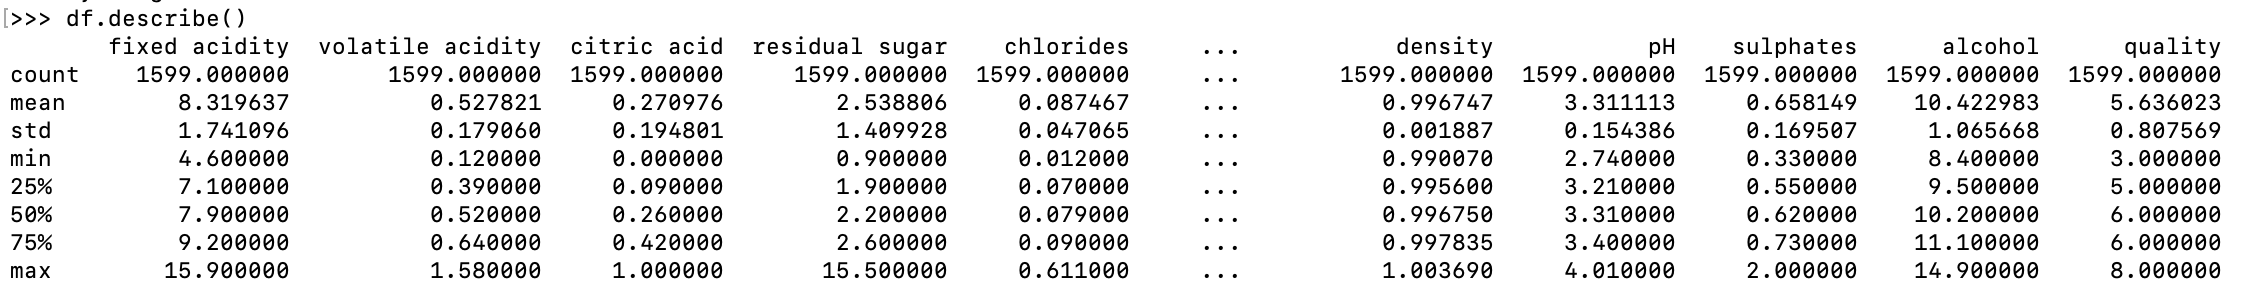 >>> df.describe()
fixed acidity volatile acidity citric acid residual sugar chlorides ... density pH sulphates alcohol quality
count 1599.000000 1599.000000 1599.000000 1599.000000 1599.000000 ... 1599.000000 1599.000000 1599.000000 1599.000000 1599.000000
mean 8.319637 0.527821 0.270976 2.538806 0.087467 ... 0.996747 3.311113 0.658149 10.422983 5.636023
std 1.741096 0.179060 0.194801 1.409928 0.047065 ... 0.001887 0.154386 0.169507 1.065668 0.807569
min 4.600000 0.120000 0.000000 0.900000 0.012000 ... 0.990070 2.740000 0.330000 8.400000 3.000000
25% 7.100000 0.390000 0.090000 1.900000 0.070000 ... 0.995600 3.210000 0.550000 9.500000 5.000000
50% 7.900000 0.520000 0.260000 2.200000 0.079000 ... 0.996750 3.310000 0.620000 10.200000 6.000000
75% 9.200000 0.640000 0.420000 2.600000 0.090000 ... 0.997835 3.400000 0.730000 11.100000 6.000000
max 15.900000 1.580000 1.000000 15.500000 0.611000 ... 1.003690 4.010000 2.000000 14.900000 8.000000